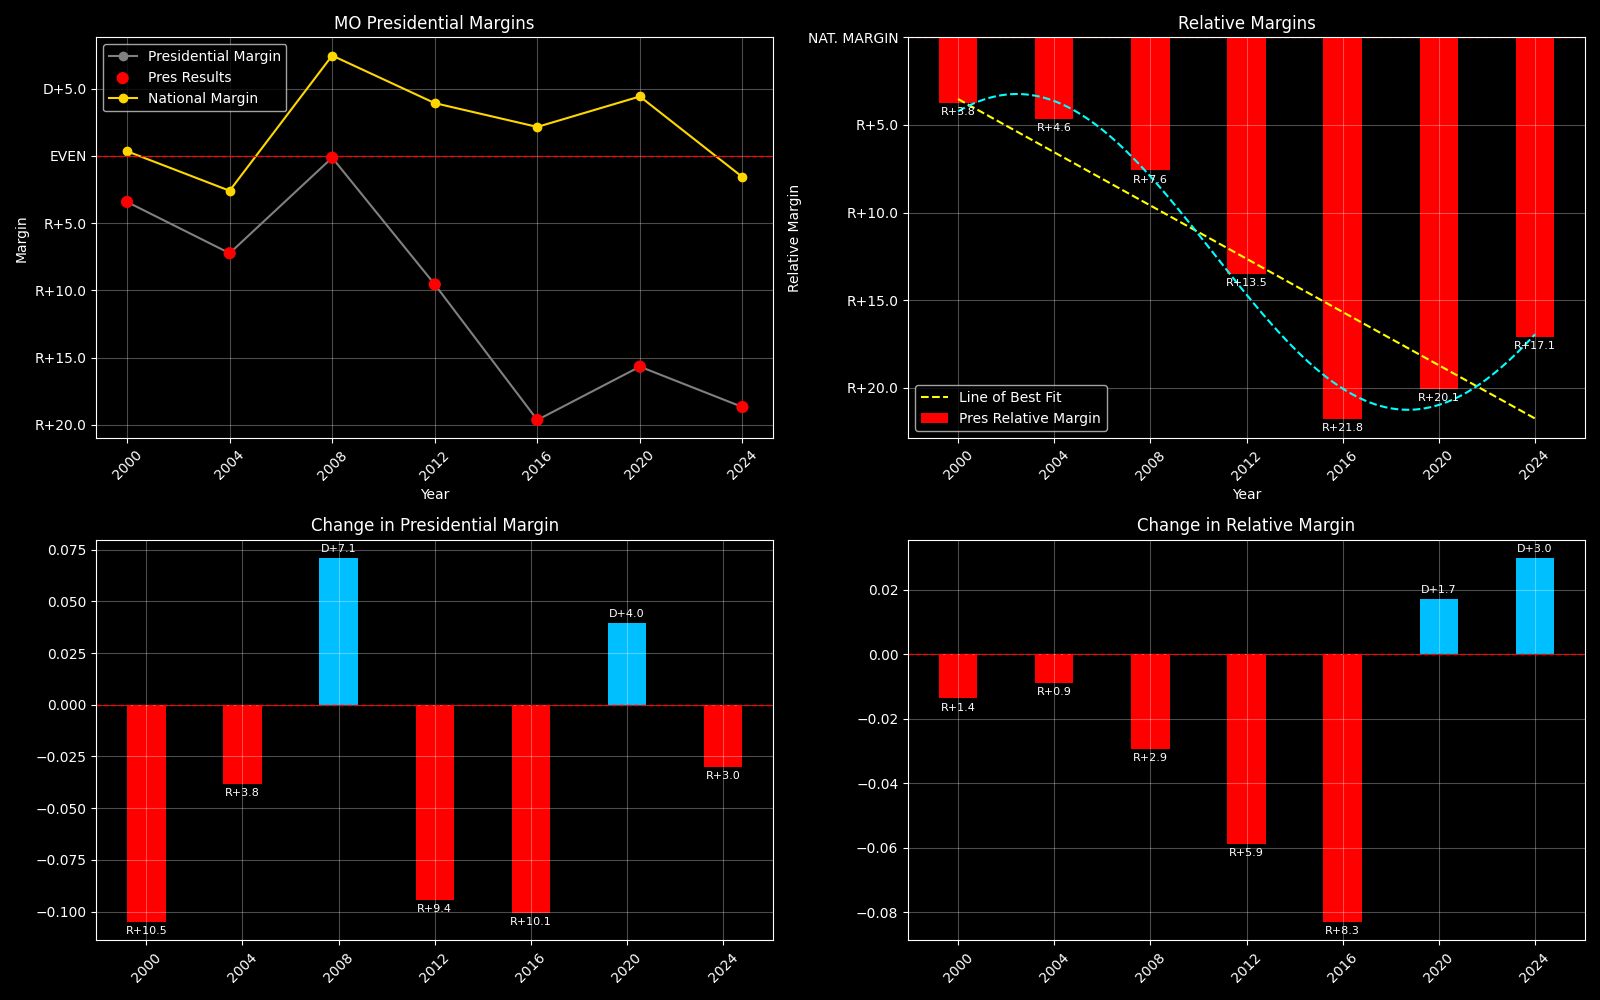 MO Presidential Margins
Presidential Margin
Pres Results
National Margin
D+5.0
EVEN
R+5.0
R+10.0
R+15.0
R+20.0
Margin
2000
2004
2008
2012
2016
2020
2024
Year
Relative Margins
NAT. MARGIN
R+5.0
R+10.0
R+15.0
R+20.0
Relative Margin
R+3.8
R+4.6
R+7.6
R+13.5
R+21.8
R+20.1
R+17.1
Line of Best Fit
Pres Relative Margin
2000
2004
2008
2012
2016
2020
2024
Year
Change in Presidential Margin
0.075
0.050
0.025
0.000
−0.025
−0.050
−0.075
−0.100
R+10.5
R+3.8
D+7.1
R+9.4
R+10.1
D+4.0
R+3.0
2000
2004
2008
2012
2016
2020
2024
Change in Relative Margin
0.02
0.00
−0.02
−0.04
−0.06
−0.08
R+1.4
R+0.9
R+2.9
R+5.9
R+8.3
D+1.7
D+3.0
2000
2004
2008
2012
2016
2020
2024